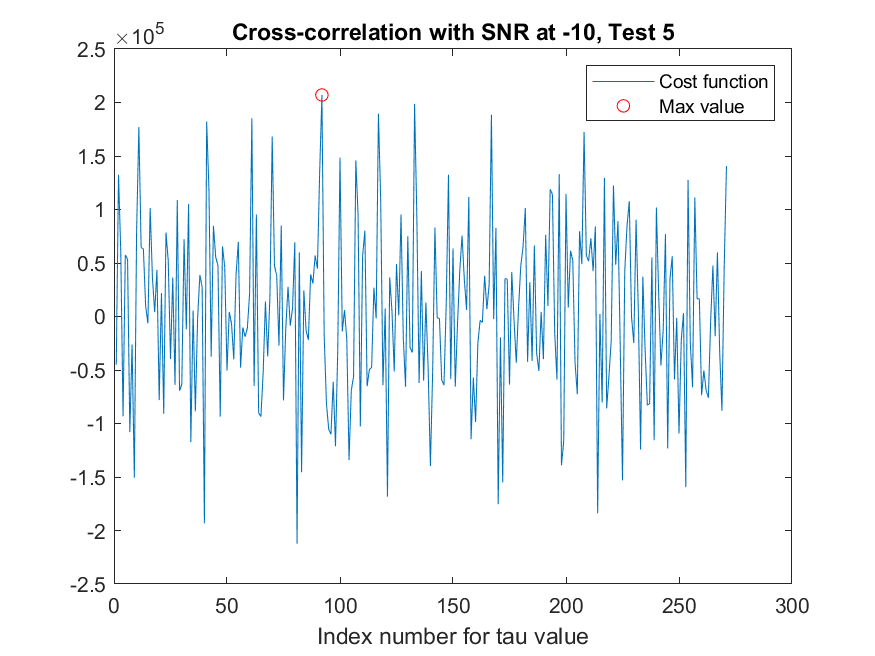 Cross-correlation with SNR at -10, Test 5
×10^5
2.5
2
1.5
1
0.5
0
-0.5
-1
-1.5
-2
-2.5
0 50 100 150 200 250 300
Index number for tau value
Cost function
Max value